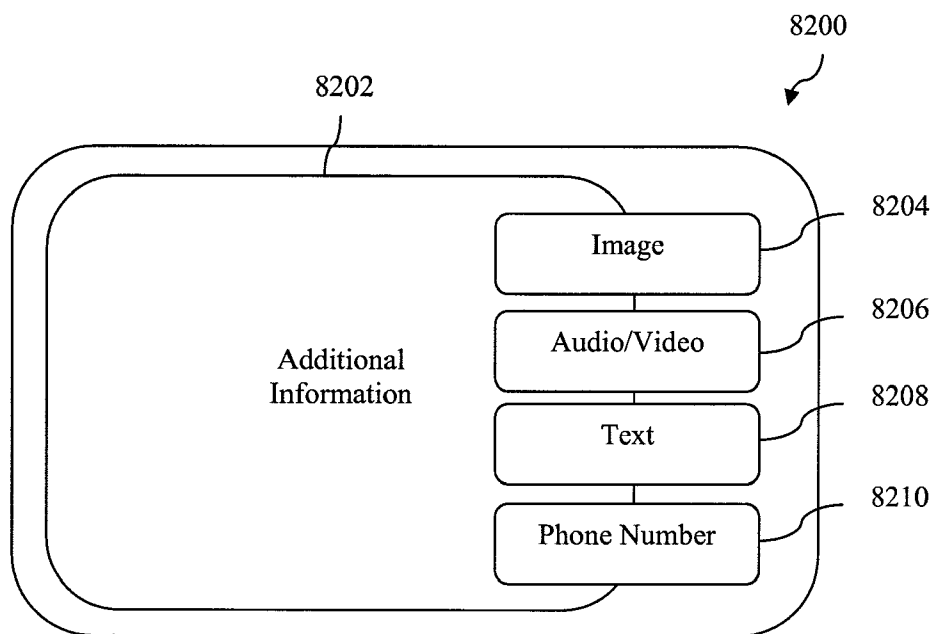 8200
8202
8204
Image
8206
Audio/Video
Additional
Information
8208
Text
8210
Phone Number